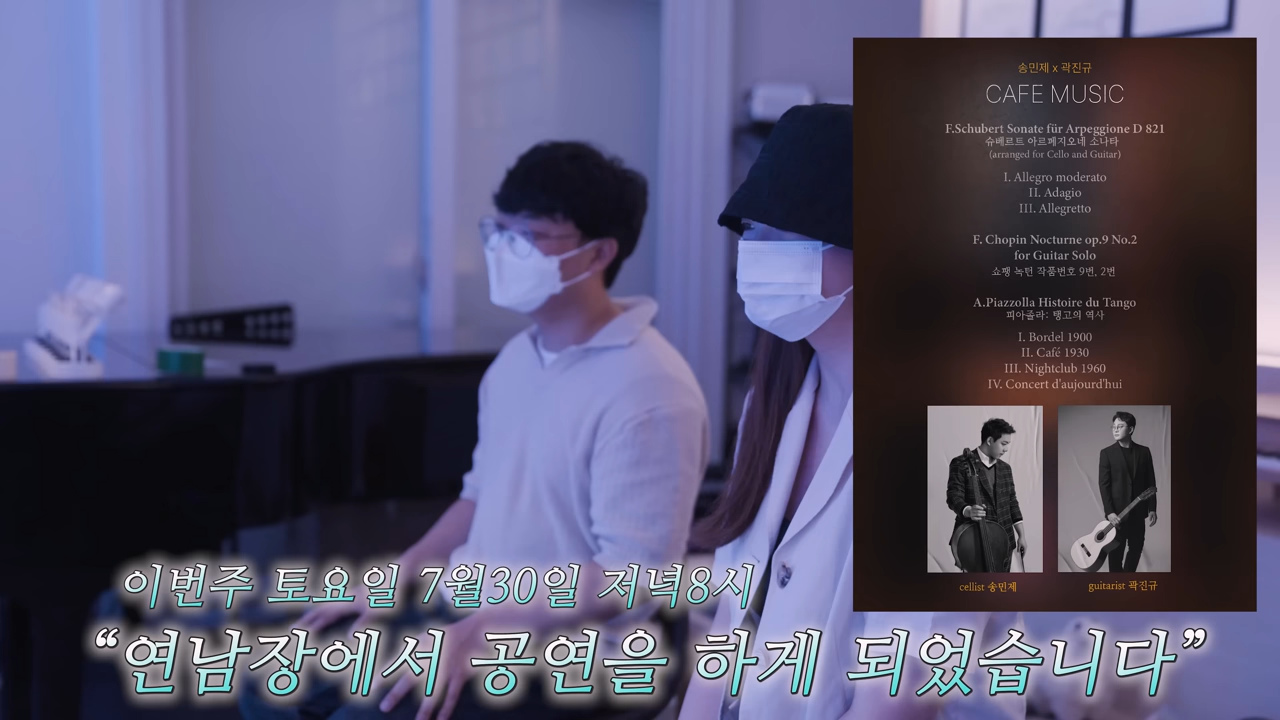 송민제 x 곽진규
CAFE MUSIC
F.Schubert Sonate für Arpeggione D 821
슈베르트 아르페지오네 소나타
(arranged for Cello and Guitar)
I. Allegro moderato
II. Adagio
III. Allegretto
F. Chopin Nocturne op.9 No.2
for Guitar Solo
쇼팽 녹턴 작품번호 9번, 2번
A.Piazzolla Histoire du Tango
피아졸라: 탱고의 역사
I. Bordel 1900
II. Café 1930
III. Nightclub 1960
IV. Concert d'aujourd'hui
cellist 송민제
guitarist 곽진규
이번주 토요일 7월30일 저녁8시
“연남장에서 공연을 하게 되었습니다”